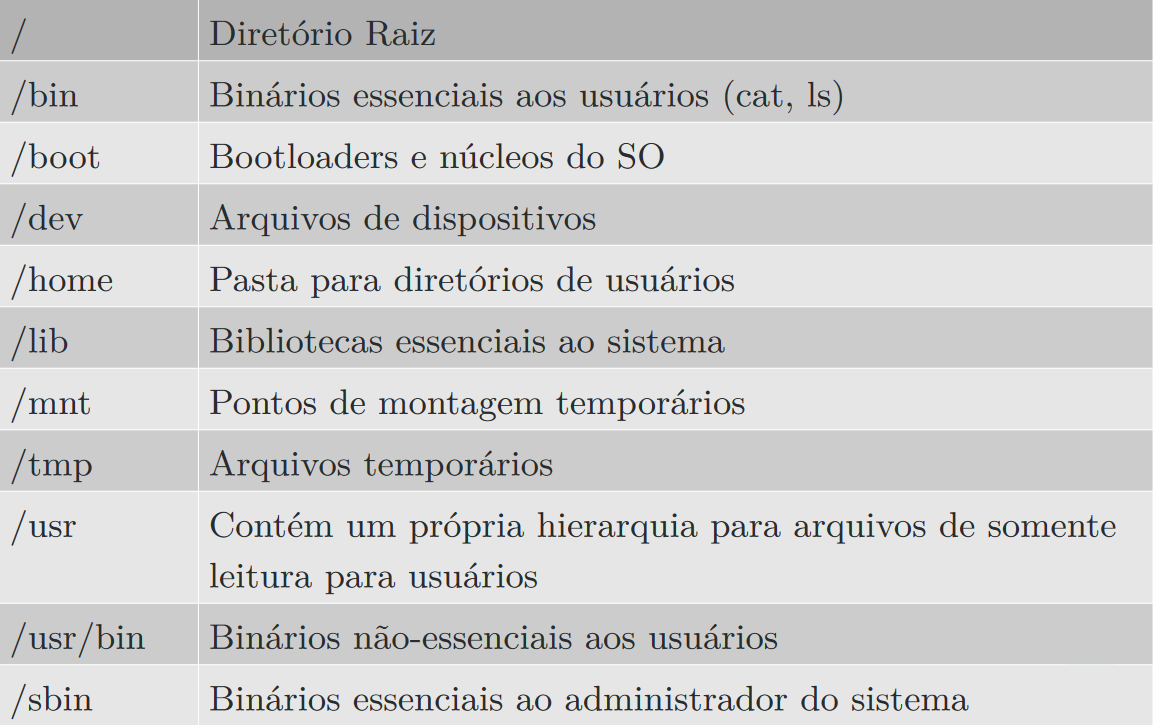 / Diretório Raiz
/bin Binários essenciais aos usuários (cat, ls)
/boot Bootloaders e núcleos do SO
/dev Arquivos de dispositivos
/home Pasta para diretórios de usuários
/lib Bibliotecas essenciais ao sistema
/mnt Pontos de montagem temporários
/tmp Arquivos temporários
/usr Contém um própria hierarquia para arquivos de somente
leitura para usuários
/usr/bin Binários não-essenciais aos usuários
/sbin Binários essenciais ao administrador do sistema